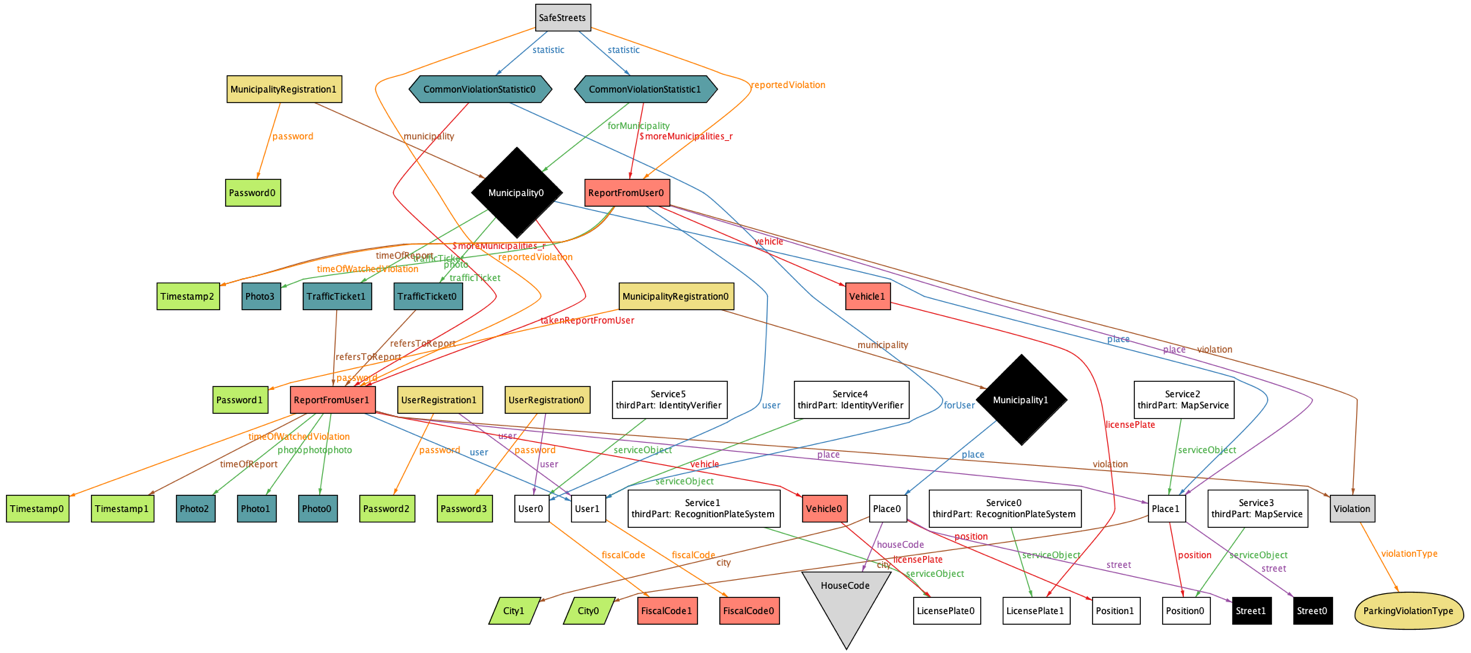 SafeStreets
statistic
statistic
MunicipalityRegistration1
CommonViolationStatistic0
CommonViolationStatistic1
reportedViolation
forMunicipality
password
municipality
$moreMunicipalities_r
Password0
Municipality0
ReportFromUser0
vehicle
$moreMunicipalities_r
timeOfReport
trafficTicket
reportedViolation
photo
timeOfWatchedViolation
trafficTicket
Timestamp2
Photo3
TrafficTicket1
TrafficTicket0
MunicipalityRegistration0
Vehicle1
takenReportFromUser
place
municipality
place
violation
refersToReport
refersToReport
password
Password1
ReportFromUser1
UserRegistration1
UserRegistration0
Service5
thirdPart: IdentityVerifier
Service4
thirdPart: IdentityVerifier
Municipality1
Service2
thirdPart: MapService
user
forUser
licensePlate
timeOfWatchedViolation
user
photo
photo
photo
user
password
password
serviceObject
place
place
serviceObject
timeOfReport
user
vehicle
violation
serviceObject
Timestamp0
Timestamp1
Photo2
Photo1
Photo0
Password2
Password3
User0
User1
Service1
thirdPart: RecognitionPlateSystem
Vehicle0
Place0
Service0
thirdPart: RecognitionPlateSystem
Place1
Service3
thirdPart: MapService
Violation
houseCode
position
fiscalCode
fiscalCode
licensePlate
city
city
serviceObject
serviceObject
street
position
serviceObject
street
violationType
City1
City0
FiscalCode1
FiscalCode0
HouseCode
LicensePlate0
LicensePlate1
Position1
Position0
Street1
Street0
ParkingViolationType